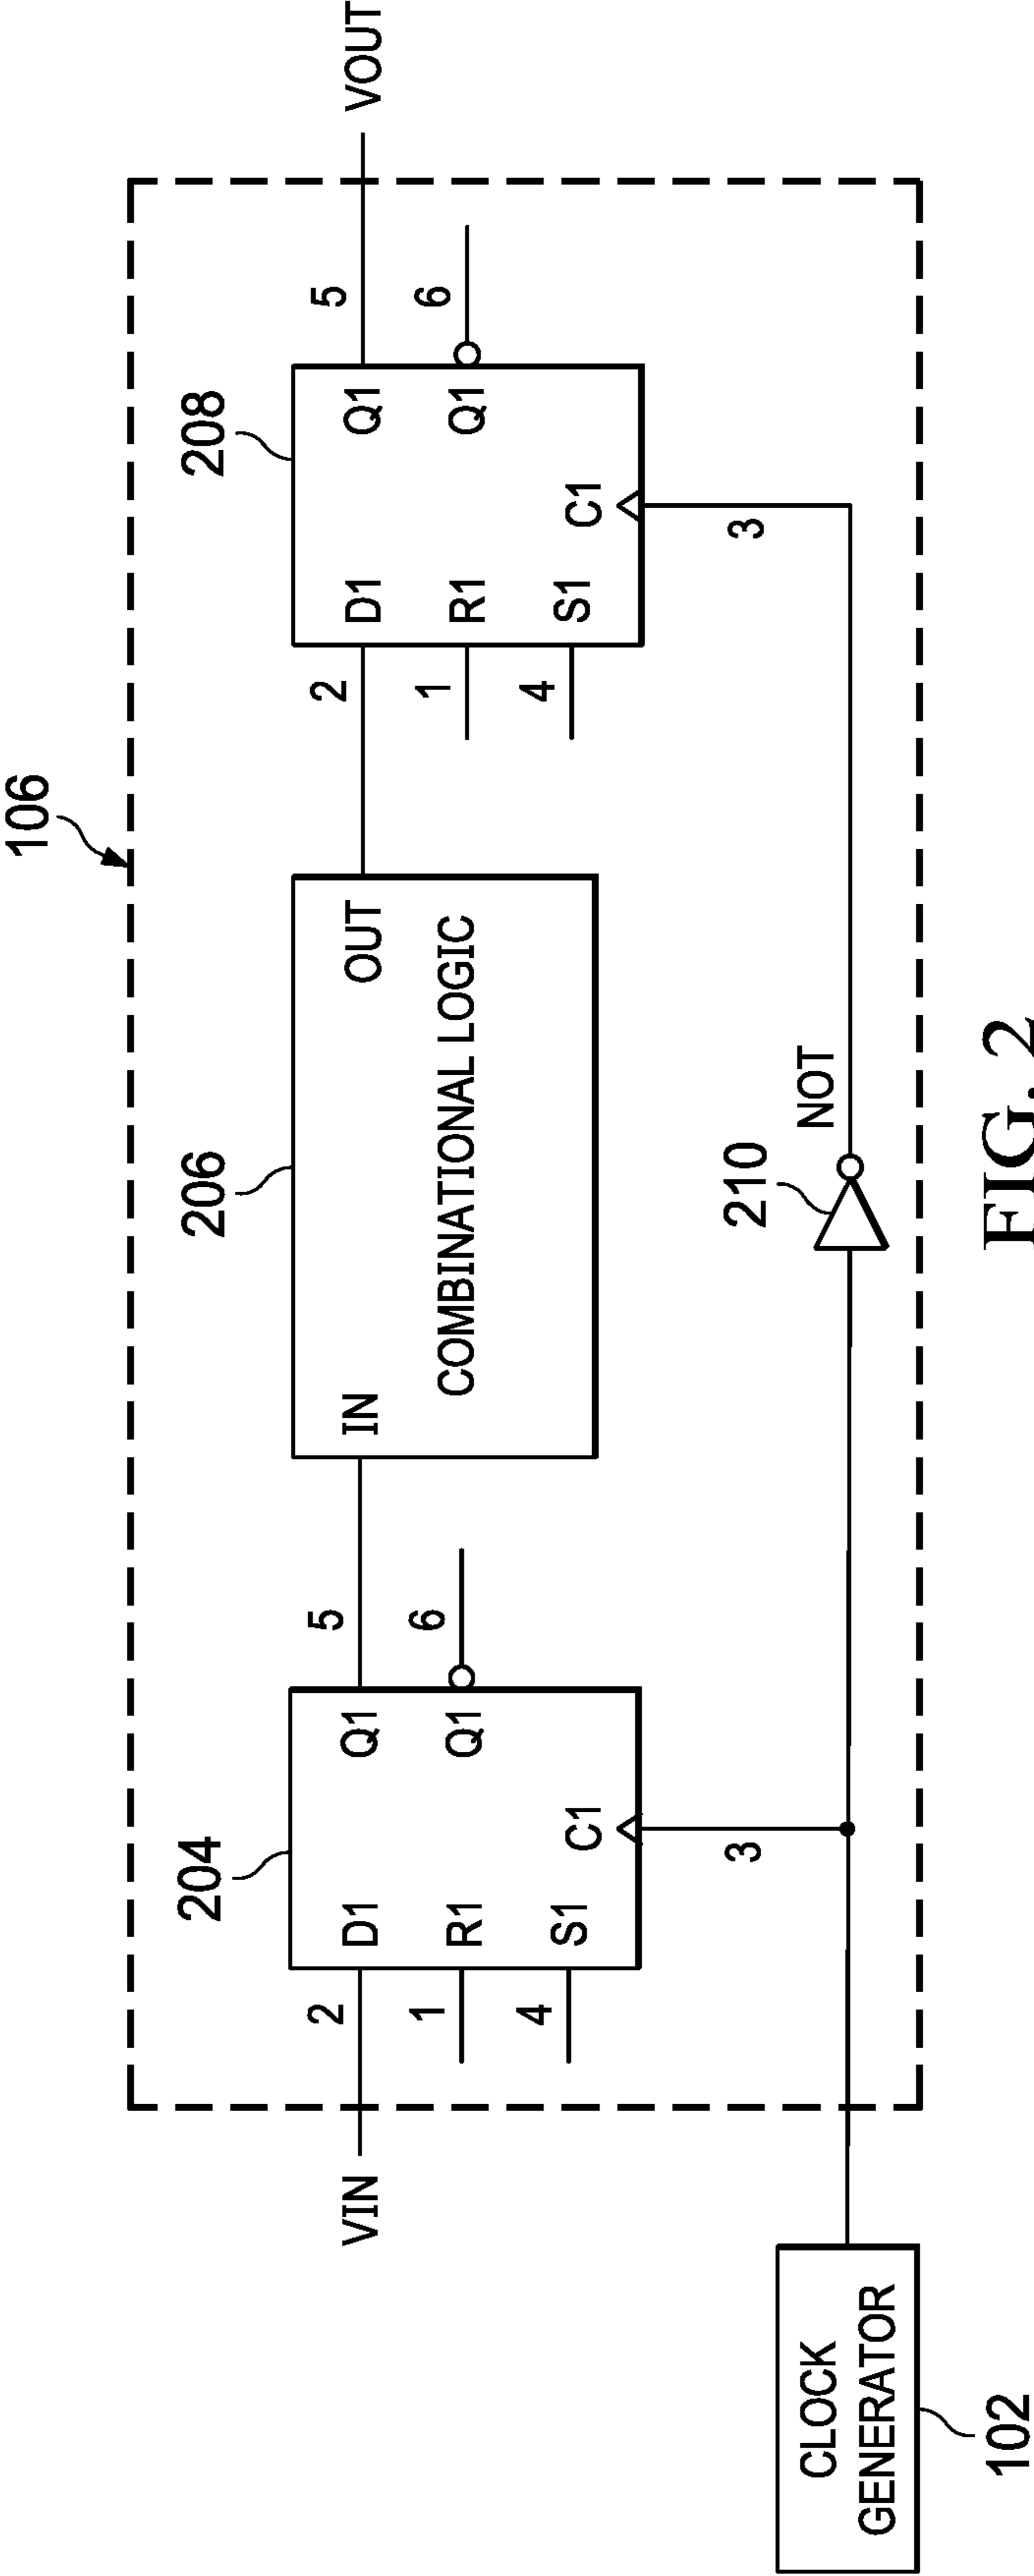 106
204
206
208
VIN
2
D1
Q1
5
IN
OUT
2
D1
Q1
5
VOUT
1
R1
Q1
6
COMBINATIONAL LOGIC
1
R1
Q1
6
4
S1
C1
4
S1
C1
3
210
NOT
3
CLOCK
GENERATOR
102
FIG. 2